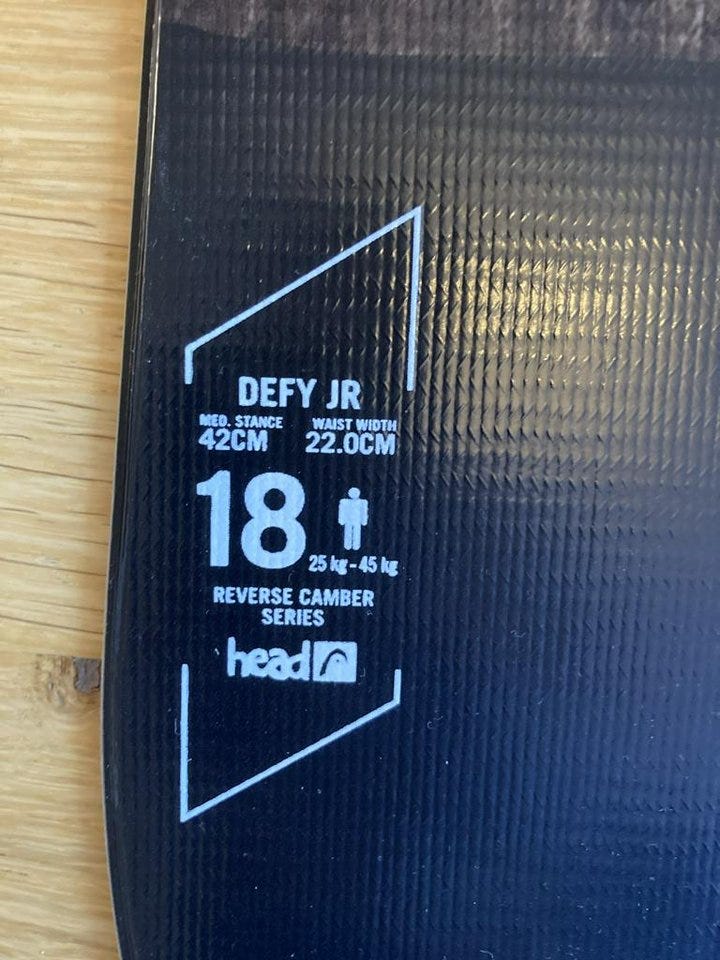 DEFY JR
MED. STANCE WAIST WIDTH
42CM 22.0CM
18
25 kg - 45 kg
REVERSE CAMBER
SERIES
head